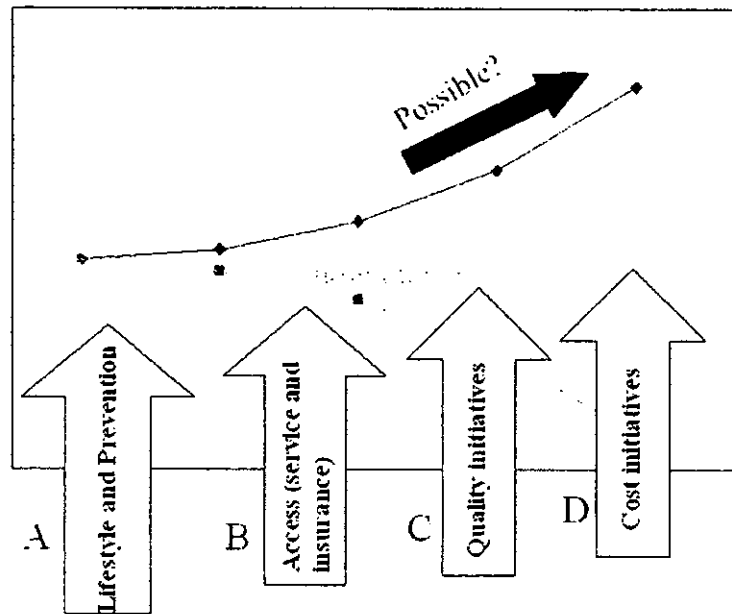 Possible?
A
Lifestyle and Prevention
B
Access (service and
insurance)
C
Quality initiatives
D
Cost initiatives